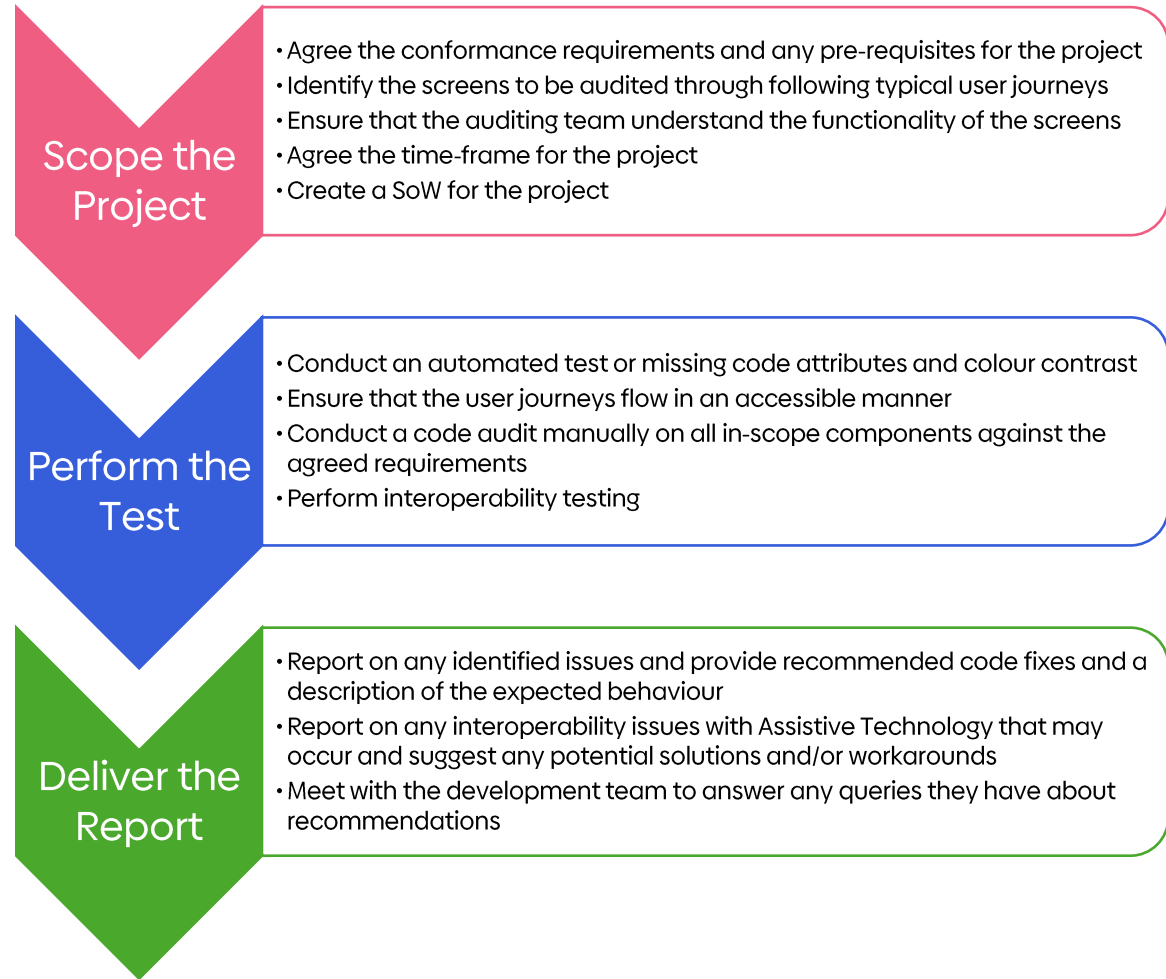 Scope the
Project
• Agree the conformance requirements and any pre-requisites for the project
• Identify the screens to be audited through following typical user journeys
• Ensure that the auditing team understand the functionality of the screens
• Agree the time-frame for the project
• Create a SoW for the project
Perform the
Test
• Conduct an automated test or missing code attributes and colour contrast
• Ensure that the user journeys flow in an accessible manner
• Conduct a code audit manually on all in-scope components against the
agreed requirements
• Perform interoperability testing
Deliver the
Report
• Report on any identified issues and provide recommended code fixes and a
description of the expected behaviour
• Report on any interoperability issues with Assistive Technology that may
occur and suggest any potential solutions and/or workarounds
• Meet with the development team to answer any queries they have about
recommendations